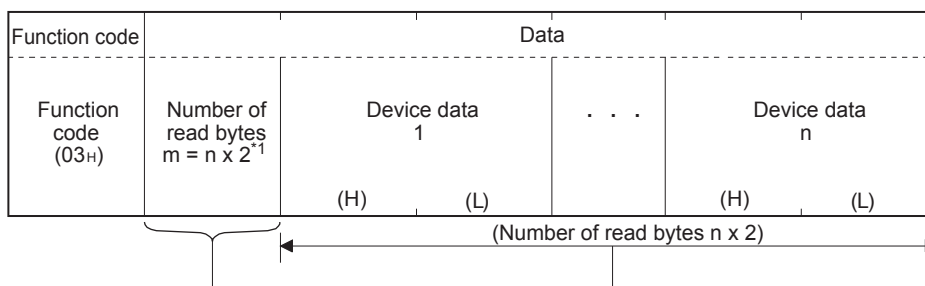 Function code
Data
Function
code
(03H)
Number of
read bytes
m = n x 2*1
Device data
1
. . .
Device data
n
(H)
(L)
(H)
(L)
(Number of read bytes n x 2)